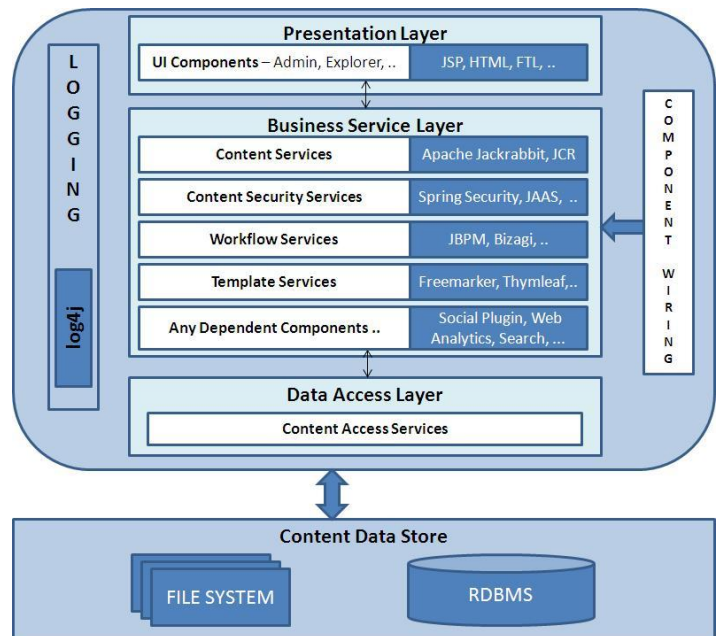 Presentation Layer
UI Components – Admin, Explorer, ..
JSP, HTML, FTL, ..
LOGGING
log4j
Business Service Layer
Content Services
Apache Jackrabbit, JCR
Content Security Services
Spring Security, JAAS, ..
Workflow Services
JBPM, Bizagi, ..
Template Services
Freemarker, Thymleaf,..
Any Dependent Components ..
Social Plugin, Web
Analytics, Search, ...
COMPONENT WIRING
Data Access Layer
Content Access Services
Content Data Store
FILE SYSTEM
RDBMS